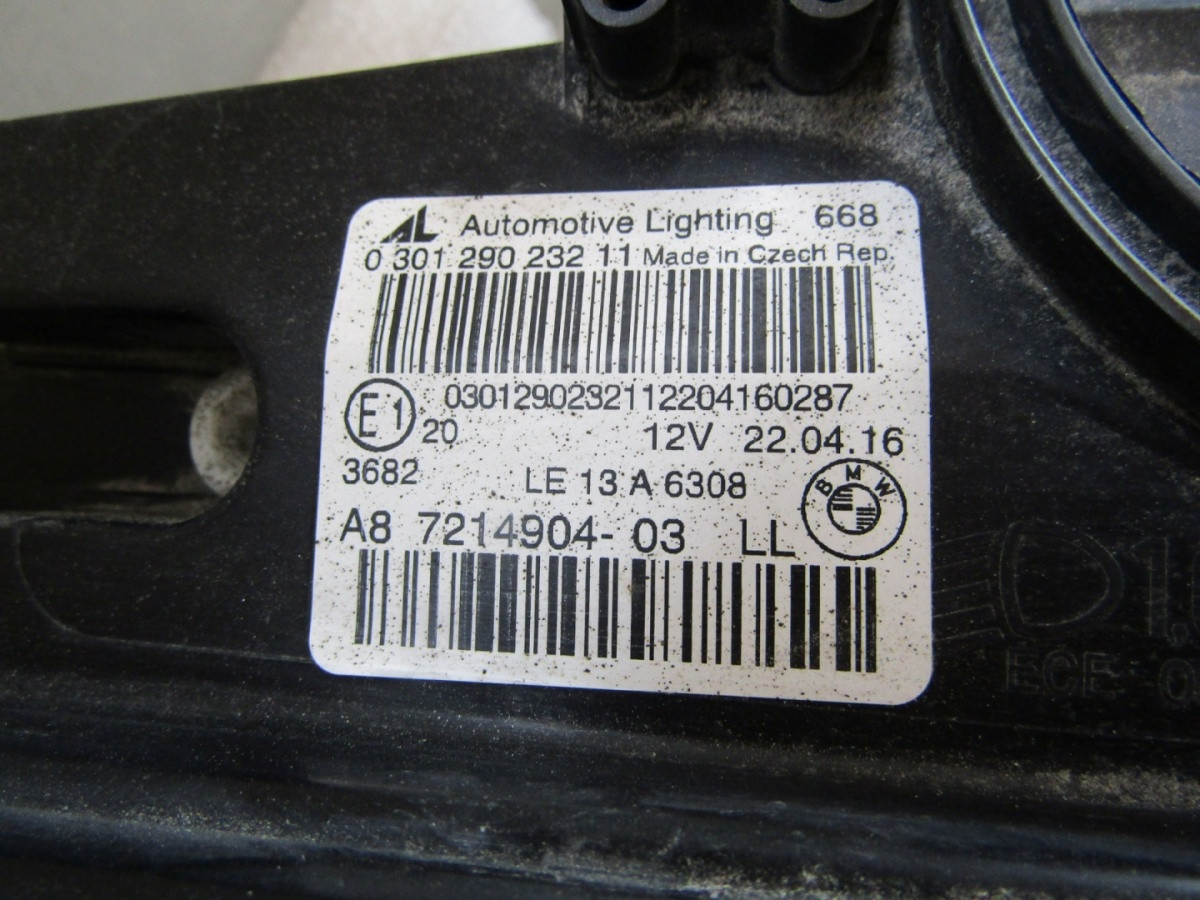 AL Automotive Lighting 668
0 301 290 232 11 Made in Czech Rep.
0301290232112204160287
E1 20 12V 22.04.16
3682 LE 13 A 6308
BMW
A8 7214904- 03 LL
ECE